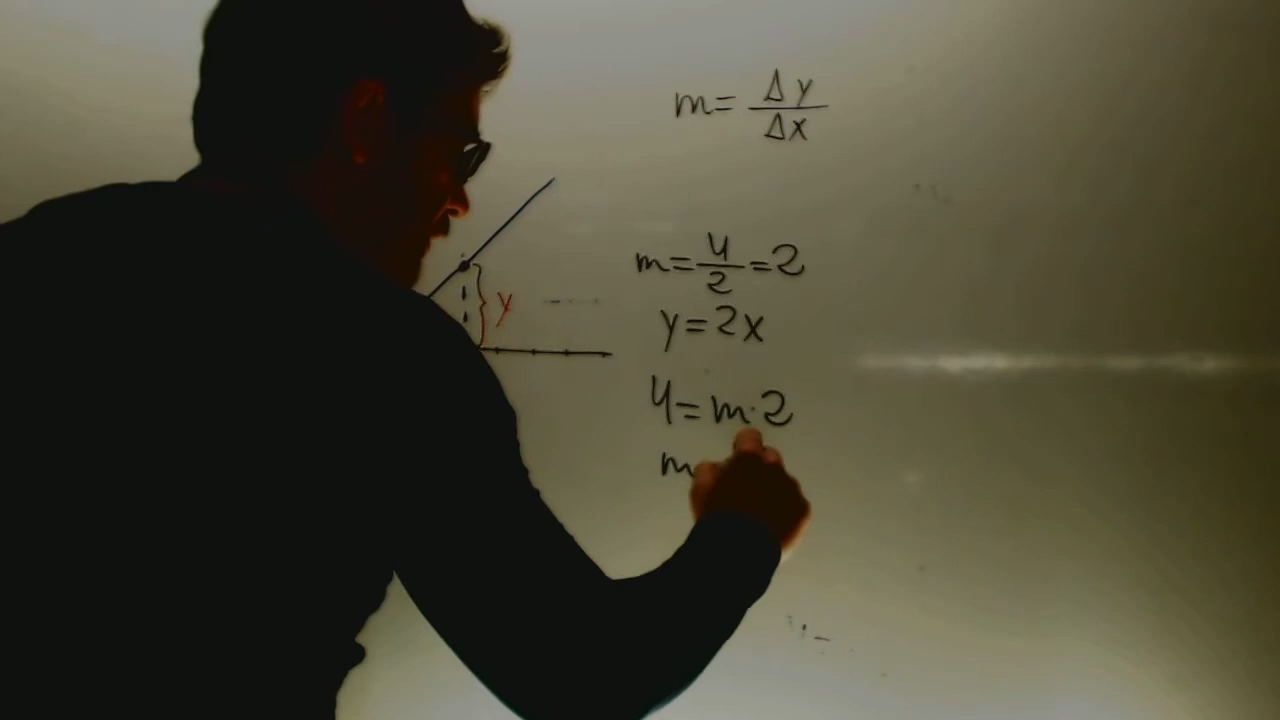 m = Δy/Δx
m = 4/2 = 2
y = 2x
4 = m·2
m
y